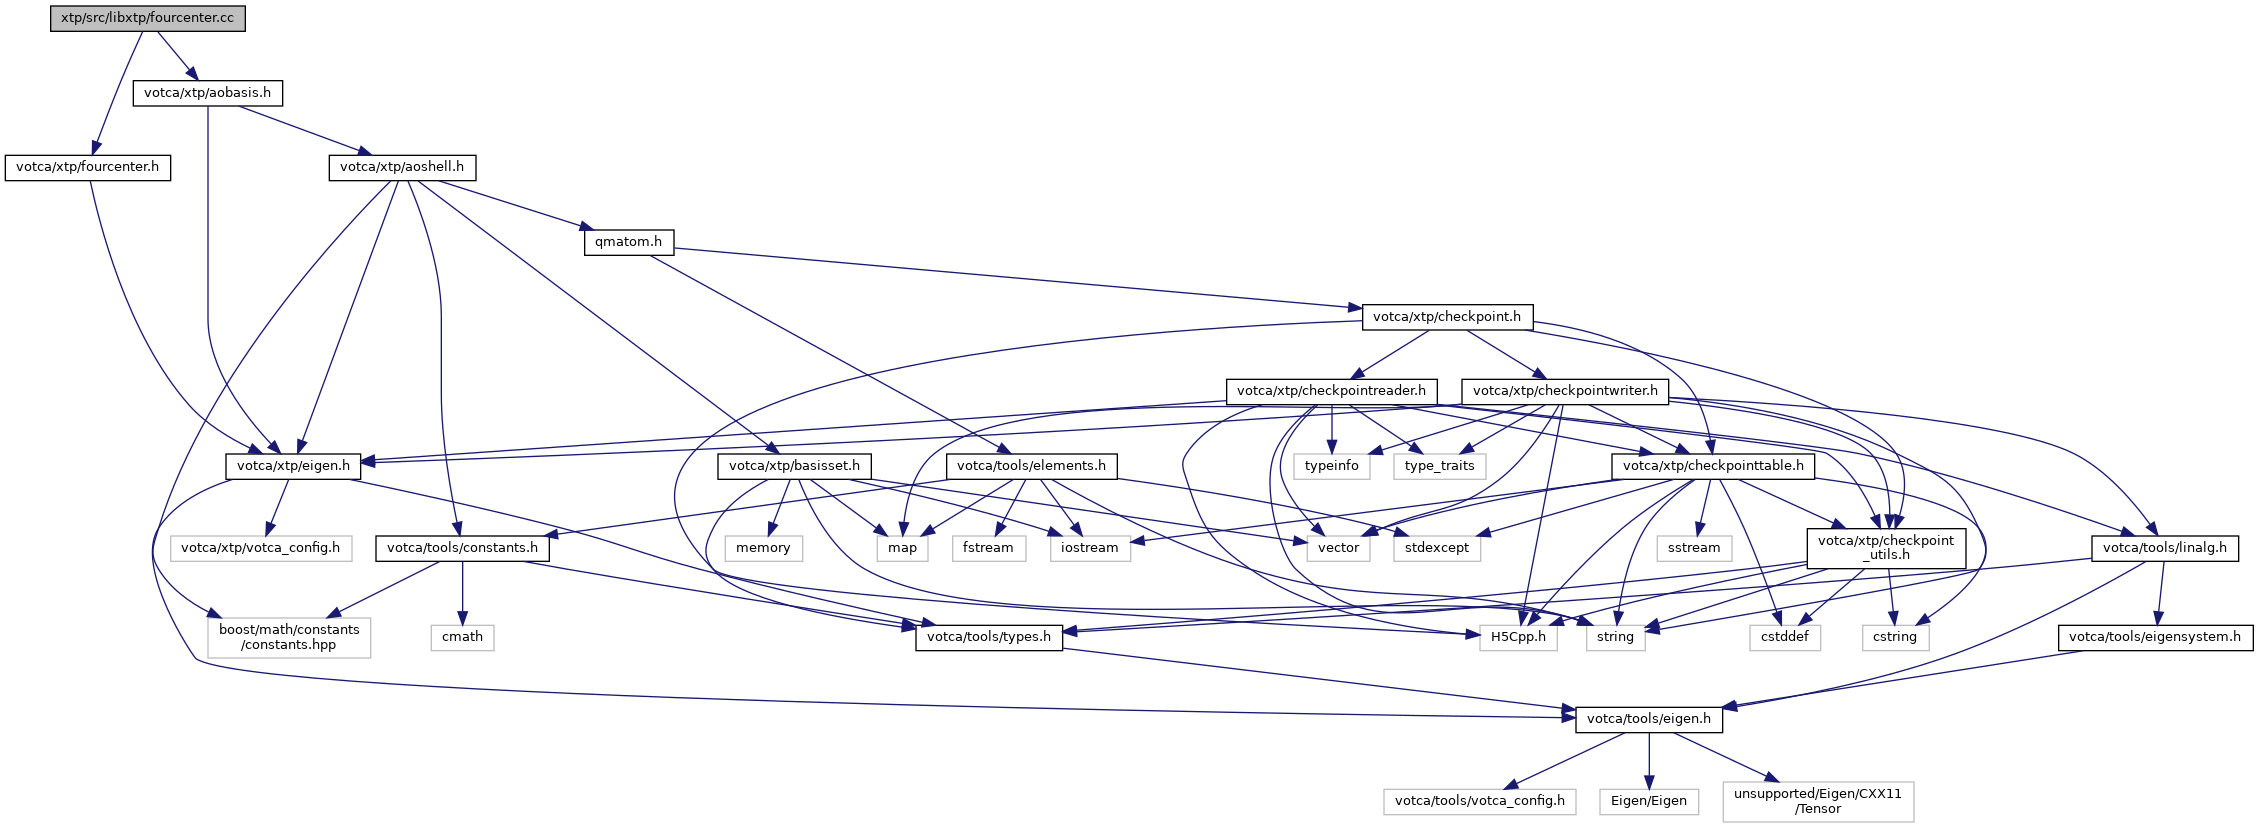 xtp/src/libxtp/fourcenter.cc
votca/xtp/aobasis.h
votca/xtp/fourcenter.h
votca/xtp/aoshell.h
qmatom.h
votca/xtp/checkpoint.h
votca/xtp/checkpointreader.h
votca/xtp/checkpointwriter.h
votca/xtp/eigen.h
votca/xtp/basisset.h
votca/tools/elements.h
typeinfo
type_traits
votca/xtp/checkpointtable.h
votca/xtp/votca_config.h
votca/tools/constants.h
memory
map
fstream
iostream
vector
stdexcept
sstream
votca/xtp/checkpoint
_utils.h
votca/tools/linalg.h
boost/math/constants
/constants.hpp
cmath
votca/tools/types.h
H5Cpp.h
string
cstddef
cstring
votca/tools/eigensystem.h
votca/tools/eigen.h
votca/tools/votca_config.h
Eigen/Eigen
unsupported/Eigen/CXX11
/Tensor